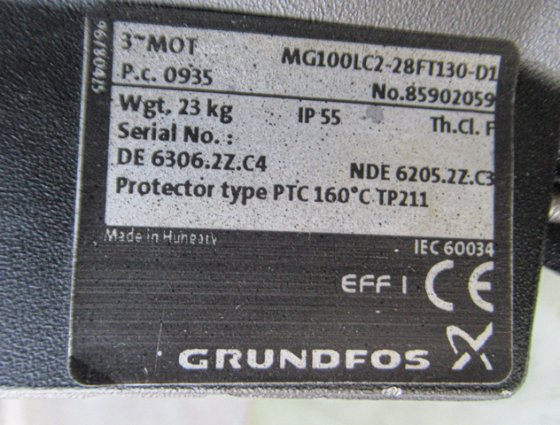 96780415
3~MOT MG100LC2-28FT130-D1
P.c. 0935 No.85902059
Wgt. 23 kg IP 55 Th.Cl. F
Serial No. :
DE 6306.2Z.C4 NDE 6205.2Z.C3
Protector type PTC 160°C TP211
Made in Hungary
IEC 60034
EFF 1 CE
GRUNDFOS